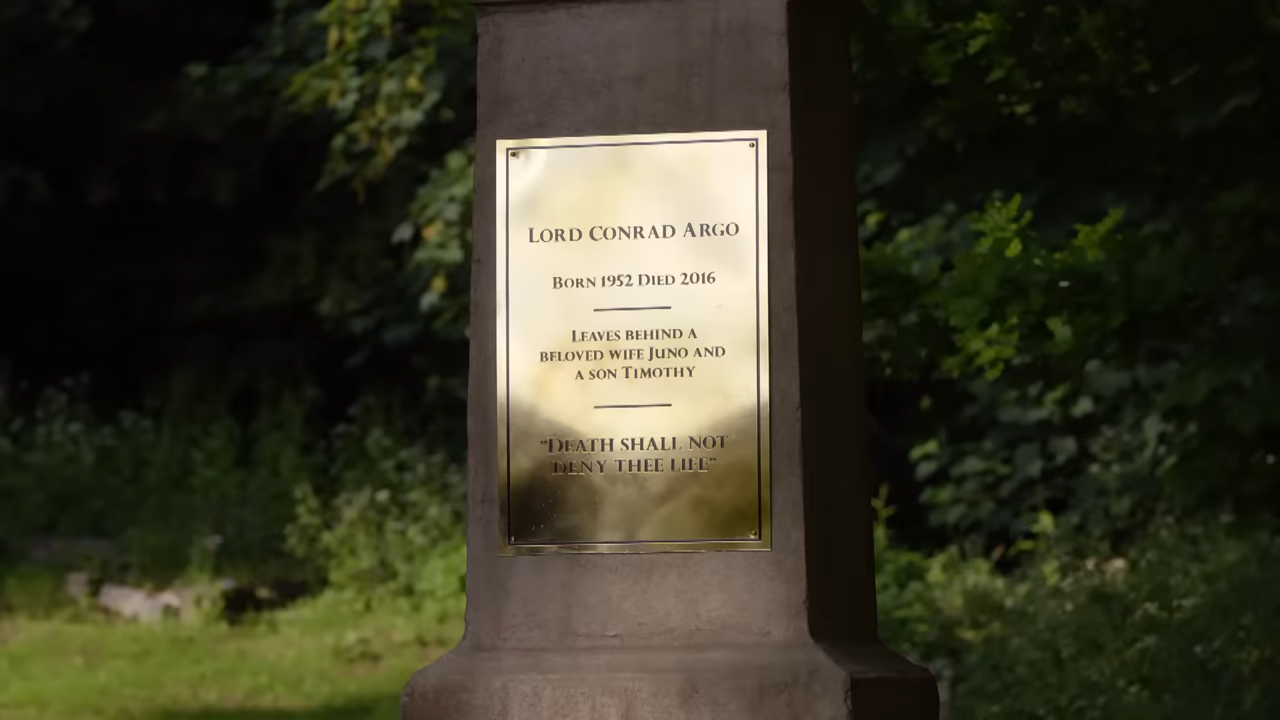 Lord Conrad Argo
Born 1952 Died 2016
Leaves behind a
beloved wife Juno and
a son Timothy
"Death shall not
deny thee life"